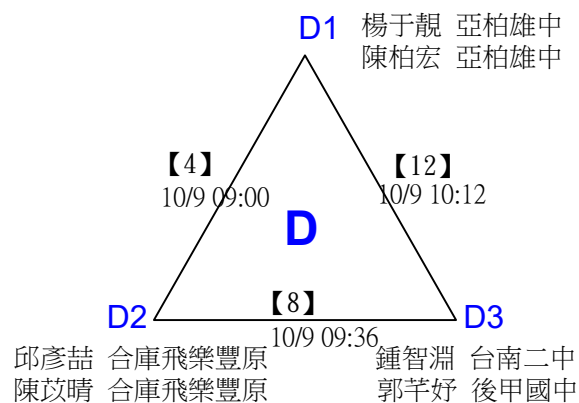 D1
楊于靚 亞柏雄中
陳柏宏 亞柏雄中
【4】
10/9 09:00
【12】
10/9 10:12
D
【8】
10/9 09:36
D2
D3
邱彥喆 合庫飛樂豐原
陳苡晴 合庫飛樂豐原
鍾智淵 台南二中
郭芊妤 後甲國中